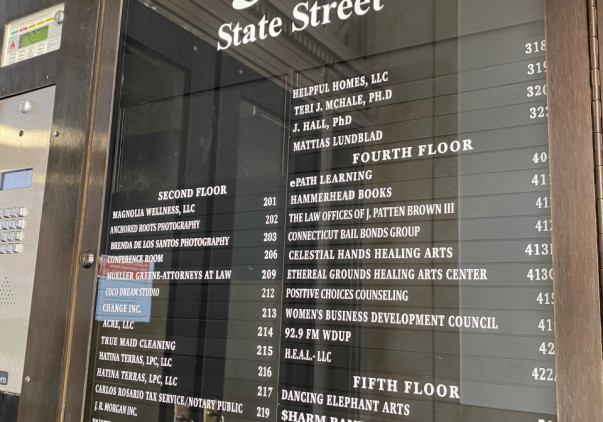 State Street
SECOND FLOOR
MAGNOLIA WELLNESS, LLC 201
ANCHORED ROOTS PHOTOGRAPHY 202
BRENDA DE LOS SANTOS PHOTOGRAPHY 203
CONFERENCE ROOM 206
MUELLER GREENE-ATTORNEYS AT LAW 209
COCO DREAM STUDIO 212
CHANGE INC. 213
ACRE, LLC 214
TRUE MAID CLEANING 215
HATINA TERRAS, LPC, LLC 216
HATINA TERRAS, LPC, LLC 217
CARLOS ROSARIO TAX SERVICE/NOTARY PUBLIC 219
J. R. MORGAN INC.
HELPFUL HOMES, LLC 318
TERI J. MCHALE, PH.D 319
J. HALL, PhD 320
MATTIAS LUNDBLAD
FOURTH FLOOR
ePATH LEARNING
HAMMERHEAD BOOKS
THE LAW OFFICES OF J. PATTEN BROWN III
CONNECTICUT BAIL BONDS GROUP
CELESTIAL HANDS HEALING ARTS
ETHEREAL GROUNDS HEALING ARTS CENTER
POSITIVE CHOICES COUNSELING
WOMEN'S BUSINESS DEVELOPMENT COUNCIL
92.9 FM WDUP
H.E.A.L.- LLC
FIFTH FLOOR
DANCING ELEPHANT ARTS